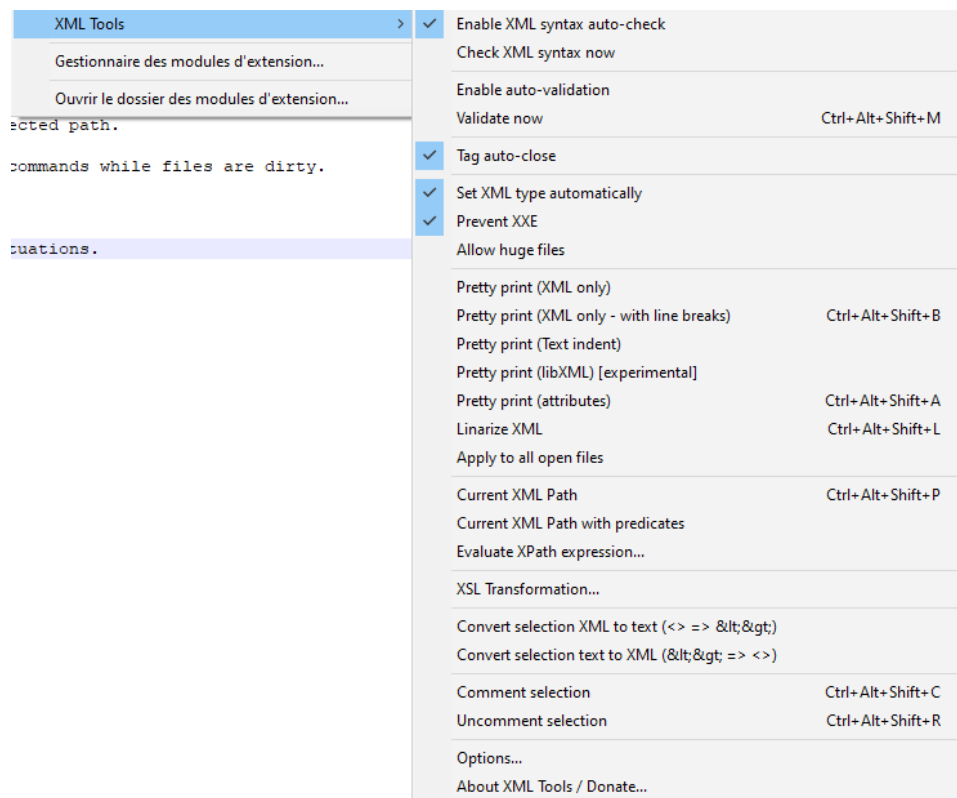 XML Tools
Gestionnaire des modules d'extension...
Ouvrir le dossier des modules d'extension...
ected path.
commands while files are dirty.
tuations.
Enable XML syntax auto-check
Check XML syntax now
Enable auto-validation
Validate now Ctrl+Alt+Shift+M
Tag auto-close
Set XML type automatically
Prevent XXE
Allow huge files
Pretty print (XML only)
Pretty print (XML only - with line breaks) Ctrl+Alt+Shift+B
Pretty print (Text indent)
Pretty print (libXML) [experimental]
Pretty print (attributes) Ctrl+Alt+Shift+A
Linarize XML Ctrl+Alt+Shift+L
Apply to all open files
Current XML Path Ctrl+Alt+Shift+P
Current XML Path with predicates
Evaluate XPath expression...
XSL Transformation...
Convert selection XML to text (<> => &lt;&gt;)
Convert selection text to XML (&lt;&gt; => <>)
Comment selection Ctrl+Alt+Shift+C
Uncomment selection Ctrl+Alt+Shift+R
Options...
About XML Tools / Donate...